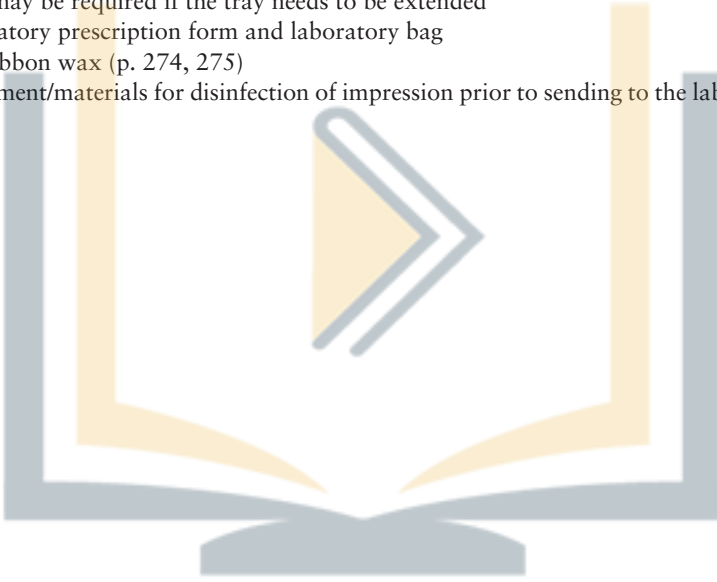 may be required if the tray needs to be extended
atory prescription form and laboratory bag
bbon wax (p. 274, 275)
ment/materials for disinfection of impression prior to sending to the lab